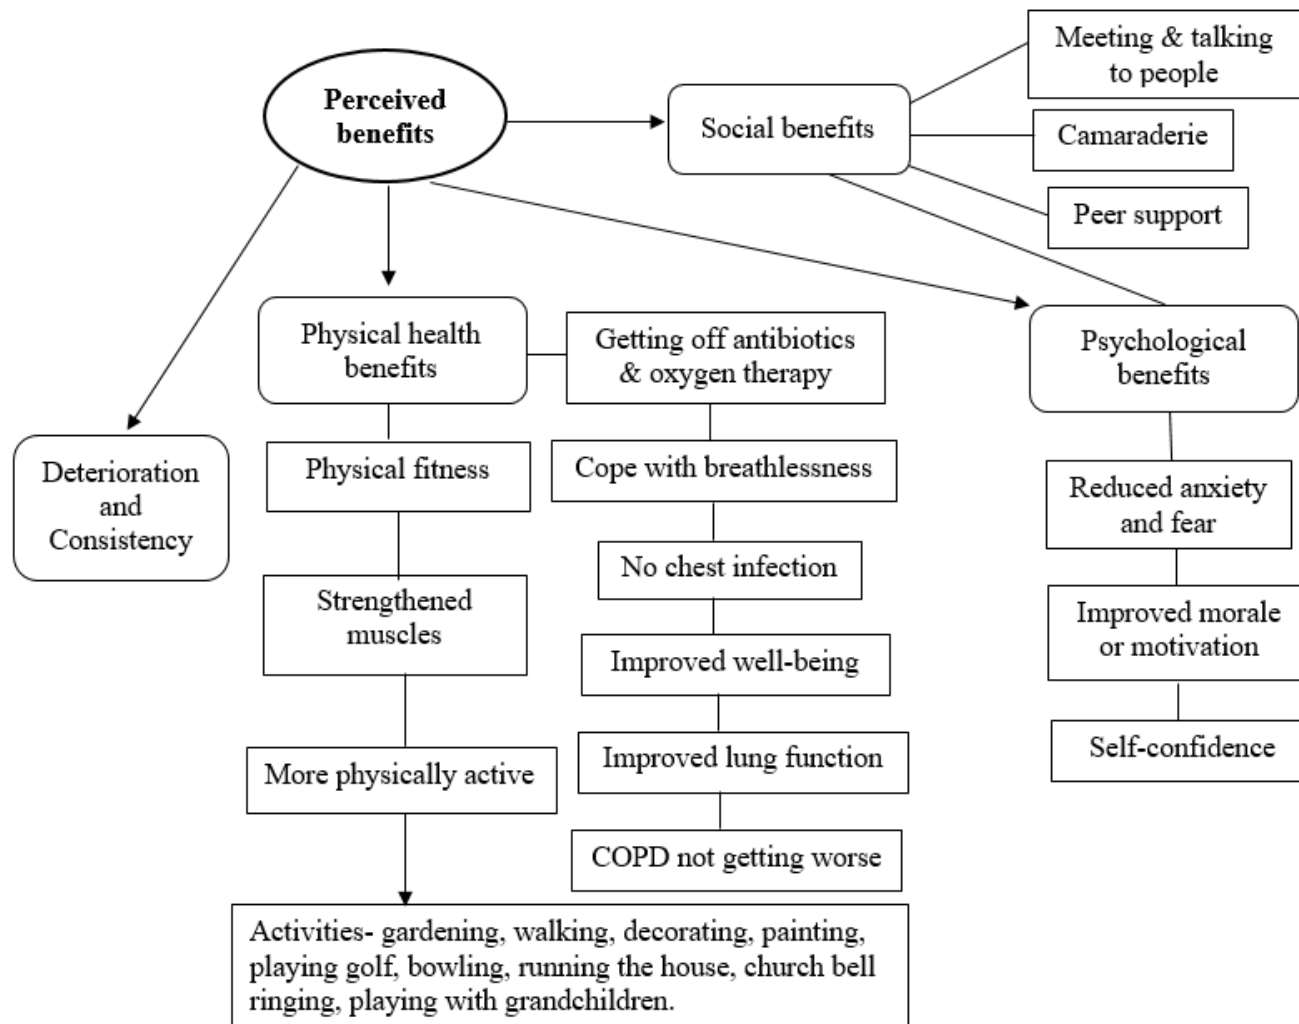 Perceived
benefits
Social benefits
Meeting & talking
to people
Camaraderie
Peer support
Physical health
benefits
Getting off antibiotics
& oxygen therapy
Psychological
benefits
Deterioration
and
Consistency
Physical fitness
Cope with breathlessness
Reduced anxiety
and fear
No chest infection
Strengthened
muscles
Improved morale
or motivation
Improved well-being
More physically active
Improved lung function
Self-confidence
COPD not getting worse
Activities- gardening, walking, decorating, painting,
playing golf, bowling, running the house, church bell
ringing, playing with grandchildren.